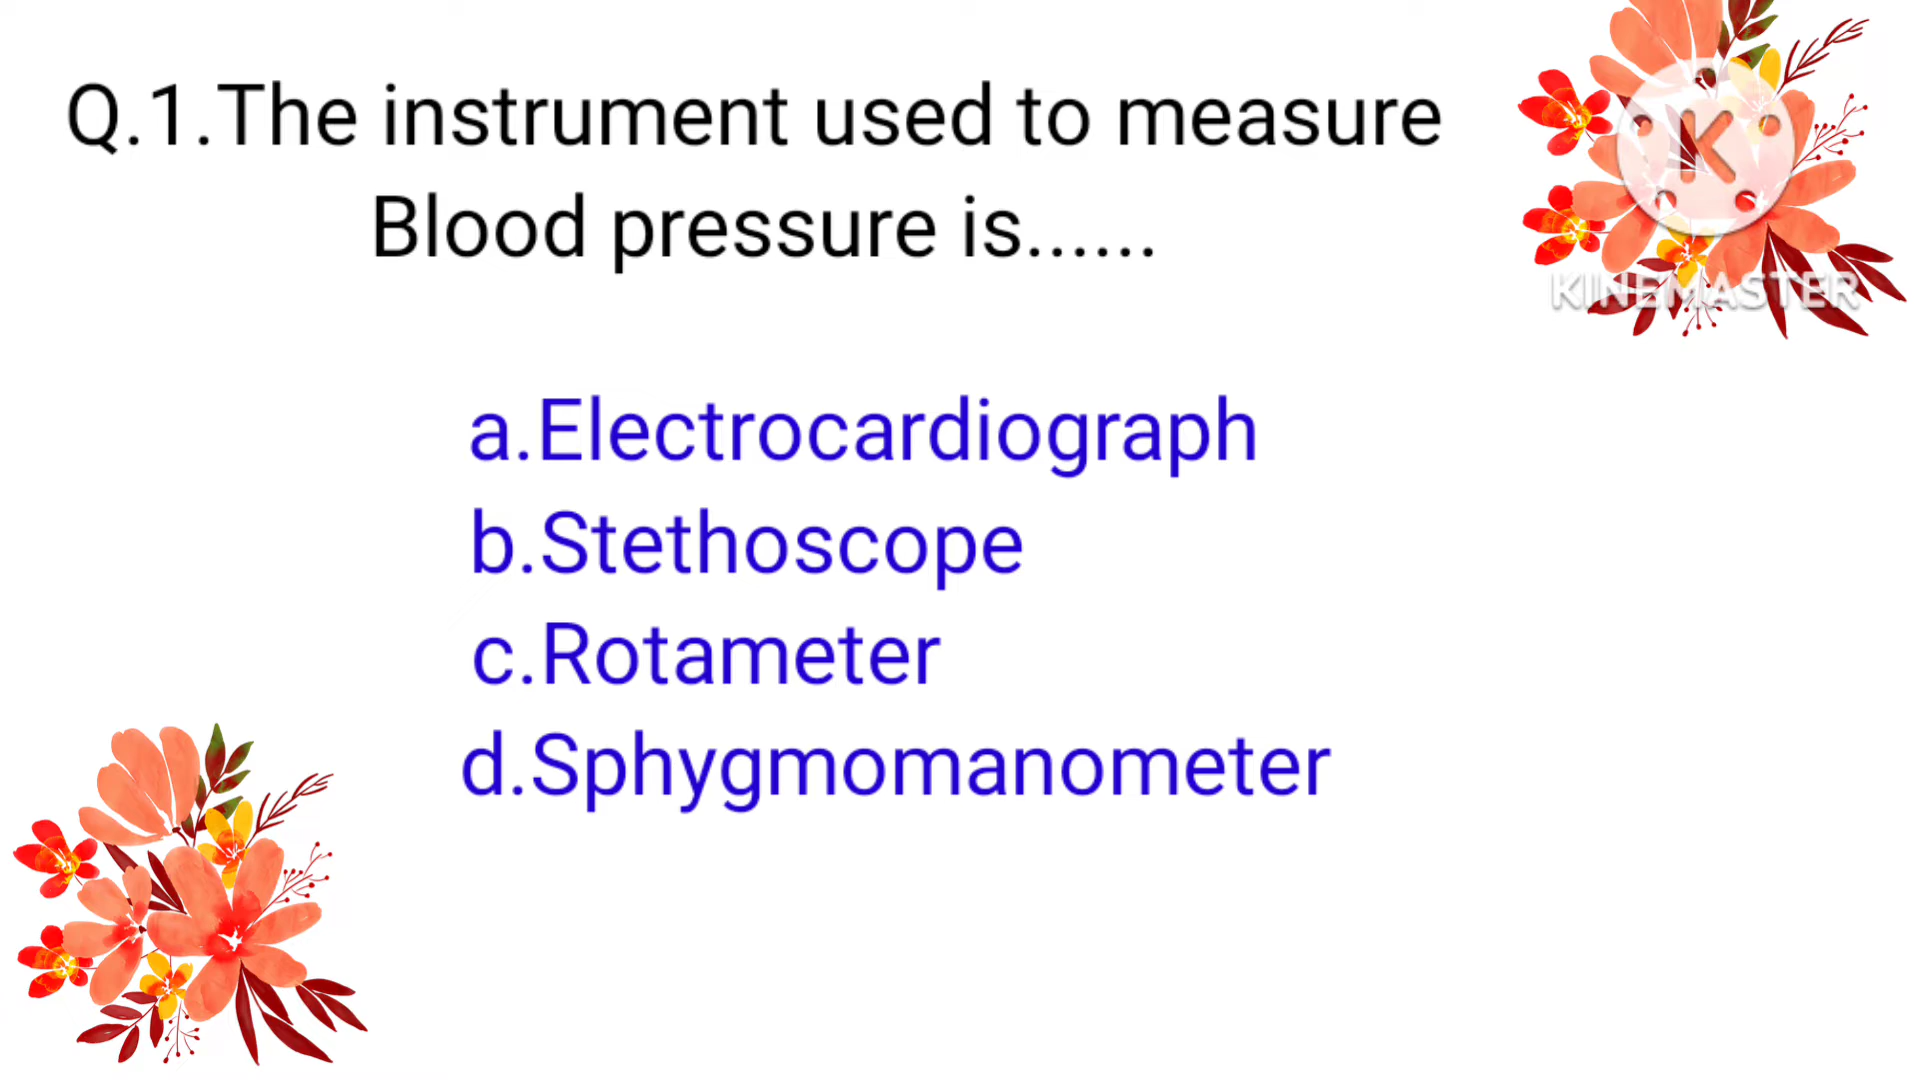 Q.1.The instrument used to measure
Blood pressure is......
K
KINEMASTER
a.Electrocardiograph
b.Stethoscope
c.Rotameter
d.Sphygmomanometer